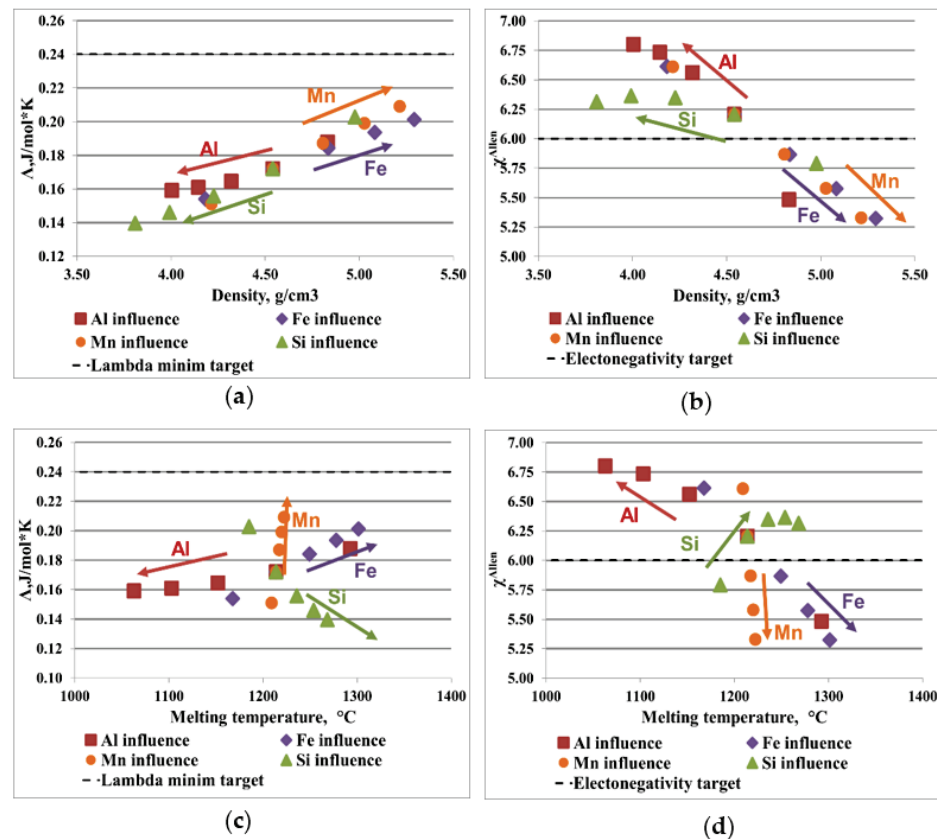 Λ,J/mol*K
0.26
0.24
0.22
0.20
0.18
0.16
0.14
0.12
Mn
Al
Fe
Si
3.50 4.00 4.50 5.00 5.50
Density, g/cm3
Al influence Fe influence
Mn influence Si influence
Lambda minim target
(a)
χAllen
7.00
6.75
6.50
6.25
6.00
5.75
5.50
5.25
5.00
Al
Si
Mn
Fe
3.50 4.00 4.50 5.00 5.50
Density, g/cm3
Al influence Fe influence
Mn influence Si influence
Electonegativity target
(b)
Λ,J/mol*K
0.26
0.24
0.22
0.20
0.18
0.16
0.14
0.12
0.10
Mn
Al
Fe
Si
1000 1100 1200 1300 1400
Melting temperature, °C
Al influence Fe influence
Mn influence Si influence
Lambda minim target
(c)
χAllen
7.00
6.75
6.50
6.25
6.00
5.75
5.50
5.25
5.00
Al
Si
Fe
Mn
1000 1100 1200 1300 1400
Melting temperature, °C
Al influence Fe influence
Mn influence Si influence
Electonegativity target
(d)